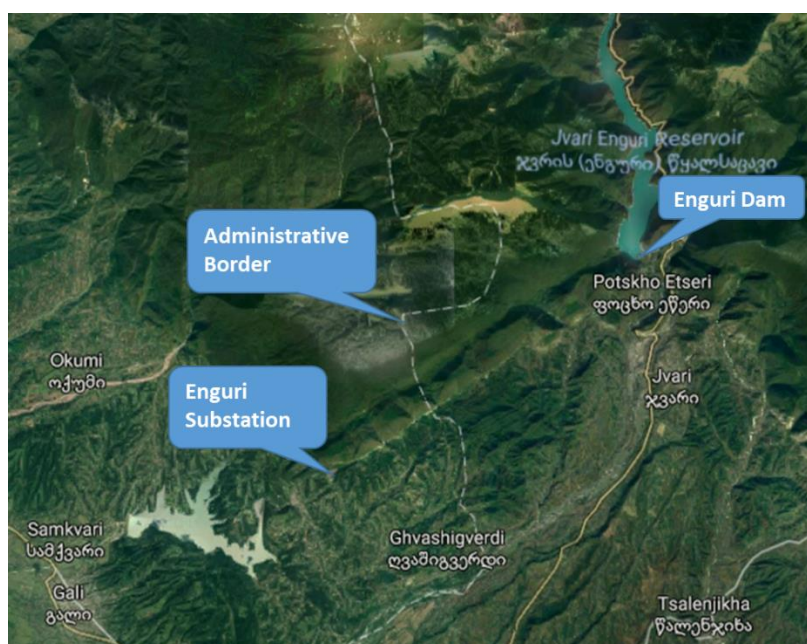 Jvari Enguri Reservoir
ჯვრის (ენგური) წყალსაცავი
Enguri Dam
Administrative
Border
Potskho Etseri
ფოცხო ეწერი
Okumi
ოქუმი
Enguri
Substation
Jvari
ჯვარი
Samkvari
სამქვარი
Ghvashigverdi
ღვაშიგვერდი
Gali
გალი
Tsalenjikha
წალენჯიხა